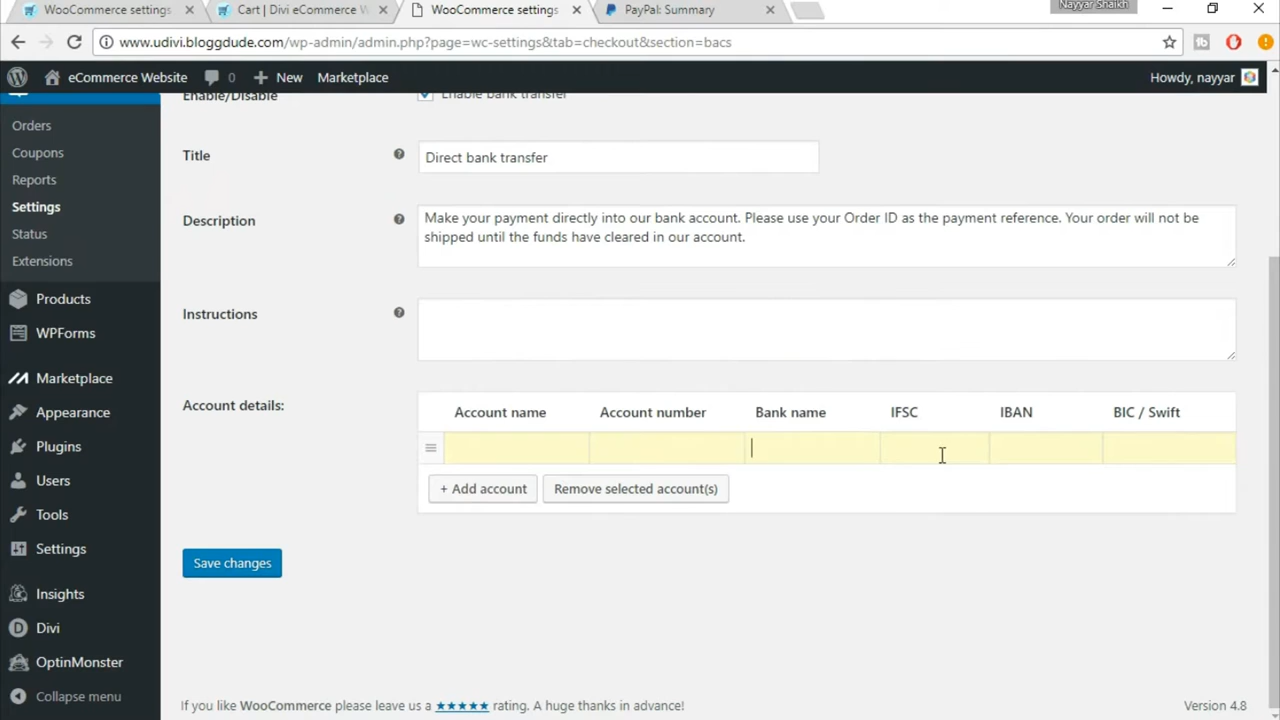 WooCommerce settings
Cart | Divi eCommerce W
WooCommerce settings
PayPal: Summary
Nayyar Shaikh
www.udivi.bloggdude.com/wp-admin/admin.php?page=wc-settings&tab=checkout&section=bacs
eCommerce Website
0
New
Marketplace
Howdy, nayyar
Orders
Coupons
Reports
Settings
Status
Extensions
Products
WPForms
Marketplace
Appearance
Plugins
Users
Tools
Settings
Insights
Divi
OptinMonster
Collapse menu
Enable/Disable
Enable bank transfer
Title
Direct bank transfer
Description
Make your payment directly into our bank account. Please use your Order ID as the payment reference. Your order will not be
shipped until the funds have cleared in our account.
Instructions
Account details:
Account name Account number Bank name IFSC IBAN BIC / Swift
+ Add account
Remove selected account(s)
Save changes
If you like WooCommerce please leave us a ★★★★★ rating. A huge thanks in advance!
Version 4.8